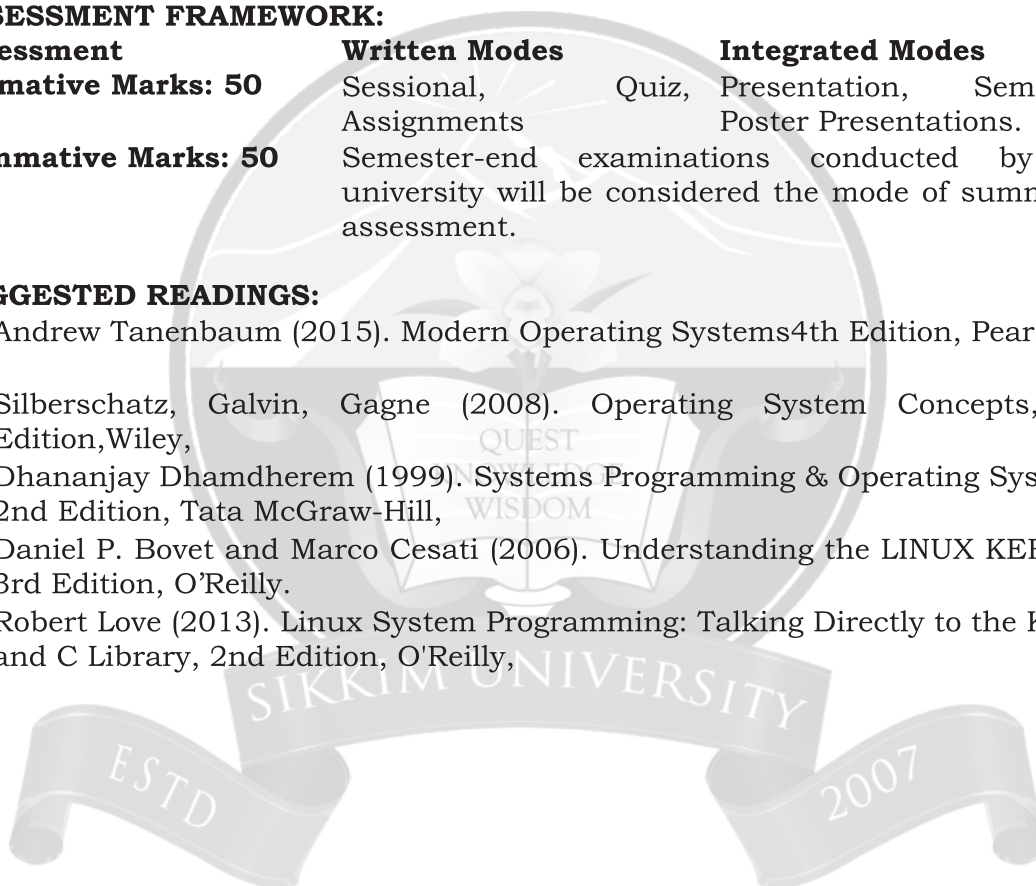 SESSMENT FRAMEWORK:
essment Written Modes Integrated Modes
mative Marks: 50 Sessional, Quiz, Presentation, Sem
Assignments Poster Presentations.
mmative Marks: 50 Semester-end examinations conducted by
university will be considered the mode of summ
assessment.
GGESTED READINGS:
Andrew Tanenbaum (2015). Modern Operating Systems4th Edition, Pear
Silberschatz, Galvin, Gagne (2008). Operating System Concepts,
Edition,Wiley,
Dhananjay Dhamdherem (1999). Systems Programming & Operating Sys
2nd Edition, Tata McGraw-Hill,
Daniel P. Bovet and Marco Cesati (2006). Understanding the LINUX KER
3rd Edition, O’Reilly.
Robert Love (2013). Linux System Programming: Talking Directly to the K
and C Library, 2nd Edition, O'Reilly,
QUEST
KNOWLEDGE
WISDOM
SIKKIM UNIVERSITY
ESTD
2007